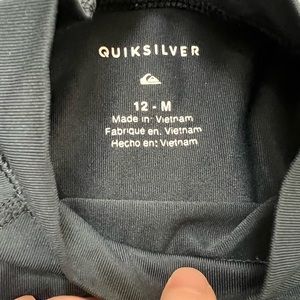 QUIKSILVER
12 - M
Made in Vietnam
Fabriqué en: Vietnam
Hecho en: Vietnam